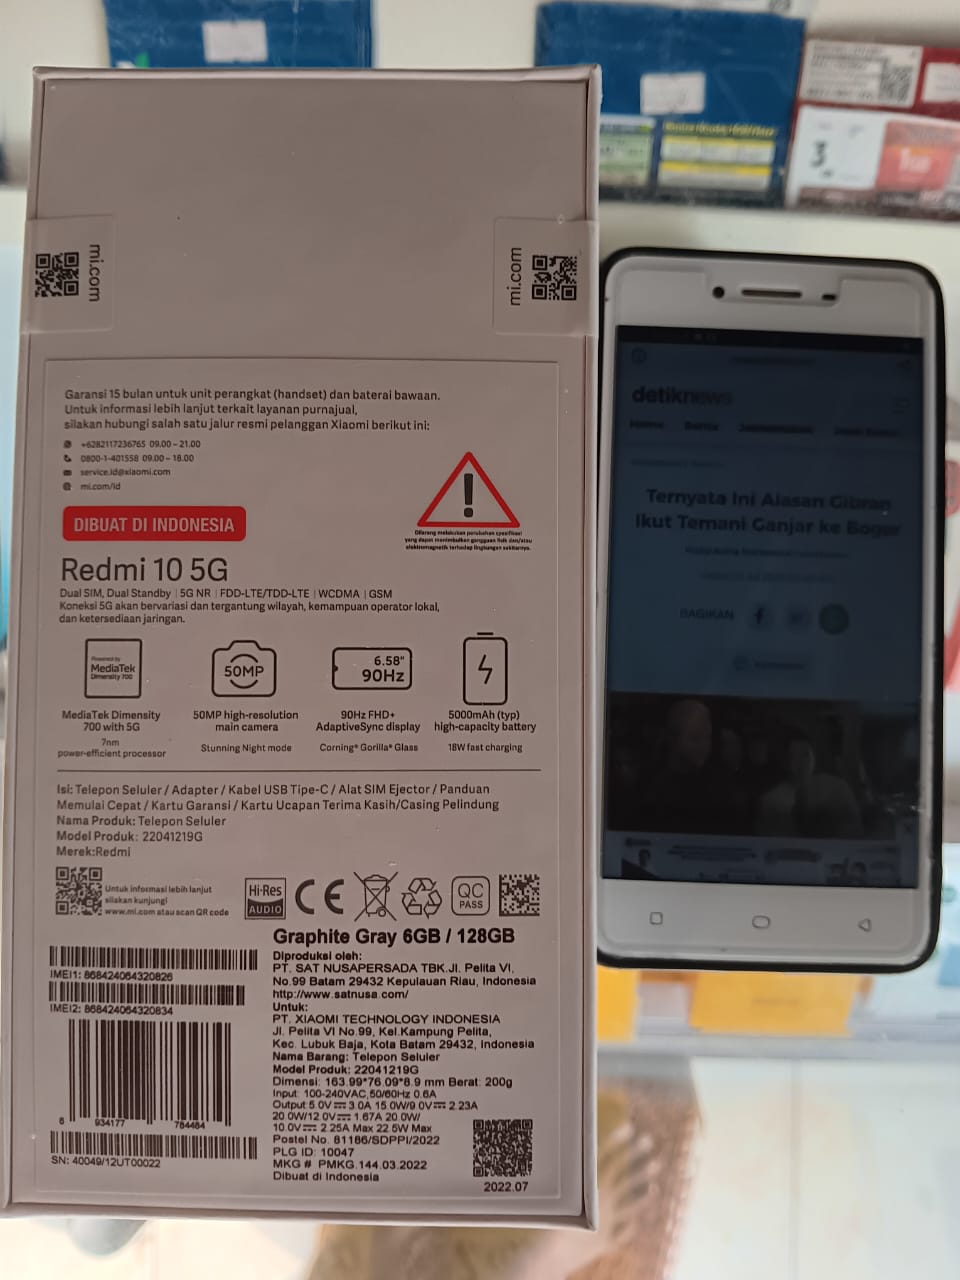 mi.com
mi.com
Garansi 15 bulan untuk unit perangkat (handset) dan baterai bawaan.
Untuk informasi lebih lanjut terkait layanan purnajual,
silakan hubungi salah satu jalur resmi pelanggan Xiaomi berikut ini:
+6282117236765 09.00 – 21.00
0800-1-401558 09.00 – 18.00
service.id@xiaomi.com
mi.com/id
DIBUAT DI INDONESIA
Dilarang melakukan perubahan spesifikasi
yang dapat menimbulkan gangguan fisik dan/atau
elektromagnetik terhadap lingkungan sekitarnya.
Redmi 10 5G
Dual SIM, Dual Standby | 5G NR | FDD-LTE/TDD-LTE | WCDMA | GSM
Koneksi 5G akan bervariasi dan tergantung wilayah, kemampuan operator lokal,
dan ketersediaan jaringan.
Powered by
MediaTek
Dimensity 700
50MP
6.58"
90Hz
MediaTek Dimensity
700 with 5G
7nm
power-efficient processor
50MP high-resolution
main camera
Stunning Night mode
90Hz FHD+
AdaptiveSync display
Corning® Gorilla® Glass
5000mAh (typ)
high-capacity battery
18W fast charging
Isi: Telepon Seluler / Adapter / Kabel USB Tipe-C / Alat SIM Ejector / Panduan
Memulai Cepat / Kartu Garansi / Kartu Ucapan Terima Kasih/Casing Pelindung
Nama Produk: Telepon Seluler
Model Produk: 22041219G
Merek:Redmi
Untuk informasi lebih lanjut
silakan kunjungi
www.mi.com atau scan QR code
Hi-Res
AUDIO
CE
QC
PASS
Graphite Gray 6GB / 128GB
IMEI1: 868424064320826
IMEI2: 868424064320834
6 934177 784484
SN: 40049/12UT00022
Diproduksi oleh:
PT. SAT NUSAPERSADA TBK.Jl. Pelita VI,
No.99 Batam 29432 Kepulauan Riau, Indonesia
http://www.satnusa.com/
Untuk:
PT. XIAOMI TECHNOLOGY INDONESIA
Jl. Pelita VI No.99, Kel.Kampung Pelita,
Kec. Lubuk Baja, Kota Batam 29432, Indonesia
Nama Barang: Telepon Seluler
Model Produk: 22041219G
Dimensi: 163.99*76.09*8.9 mm Berat: 200g
Input: 100-240VAC,50/60Hz 0.6A
Output:5.0V⎓3.0A 15.0W/9.0V⎓2.23A
20.0W/12.0V⎓1.67A 20.0W/
10.0V⎓2.25A Max 22.5W Max
Postel No. 81186/SDPPI/2022
PLG ID: 10047
MKG # PMKG.144.03.2022
Dibuat di Indonesia
2022.07
detiknews
Home Berita
Ternyata Ini Alasan Gibran
Ikut Temani Ganjar ke Bogor
BAGIKAN